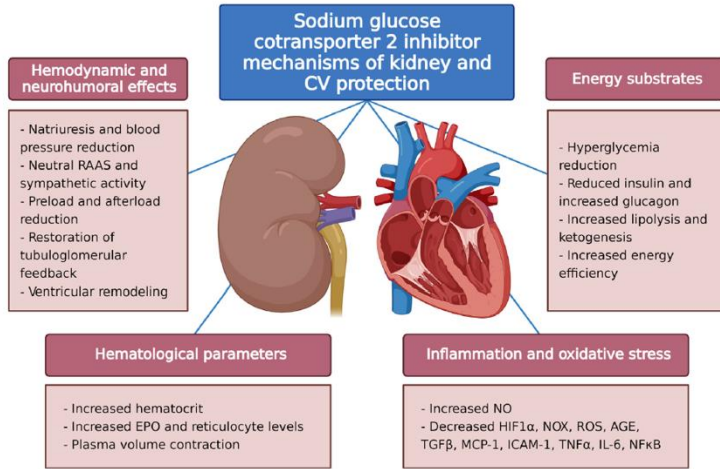 Sodium glucose
cotransporter 2 inhibitor
mechanisms of kidney and
CV protection
Hemodynamic and
neurohumoral effects
- Natriuresis and blood
pressure reduction
- Neutral RAAS and
sympathetic activity
- Preload and afterload
reduction
- Restoration of
tubuloglomerular
feedback
- Ventricular remodeling
Energy substrates
- Hyperglycemia
reduction
- Reduced insulin and
increased glucagon
- Increased lipolysis and
ketogenesis
- Increased energy
efficiency
Hematological parameters
- Increased hematocrit
- Increased EPO and reticulocyte levels
- Plasma volume contraction
Inflammation and oxidative stress
- Increased NO
- Decreased HIF1α, NOX, ROS, AGE,
TGFβ, MCP-1, ICAM-1, TNFα, IL-6, NFκB